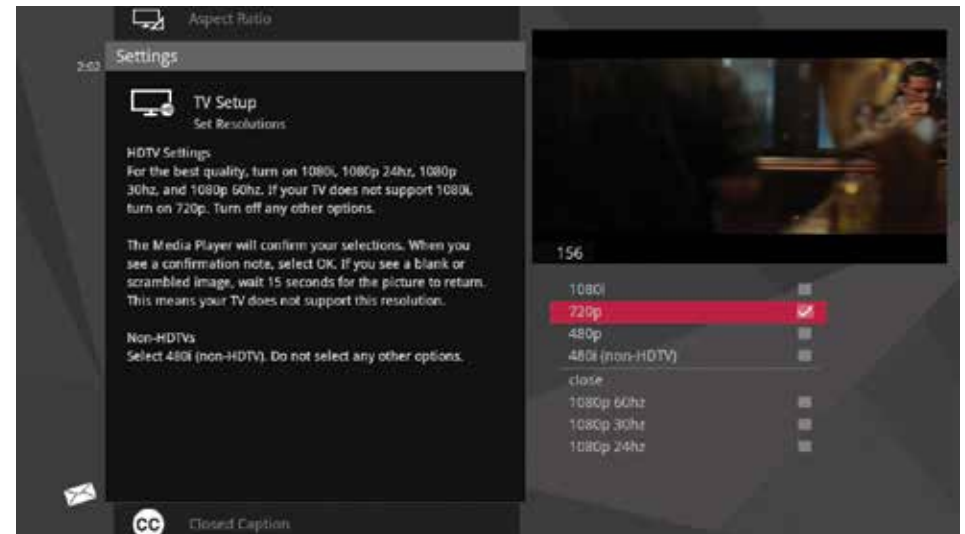 Aspect Ratio
Settings
2:02
TV Setup
Set Resolutions
HDTV Settings
For the best quality, turn on 1080i, 1080p 24hz, 1080p
30hz, and 1080p 60hz. If your TV does not support 1080i,
turn on 720p. Turn off any other options.
The Media Player will confirm your selections. When you
see a confirmation note, select OK. If you see a blank or
scrambled image, wait 15 seconds for the picture to return.
This means your TV does not support this resolution.
Non-HDTVs
Select 480i (non-HDTV). Do not select any other options.
CC Closed Caption
156
1080i
720p
480p
480i (non-HDTV)
close
1080p 60hz
1080p 30hz
1080p 24hz